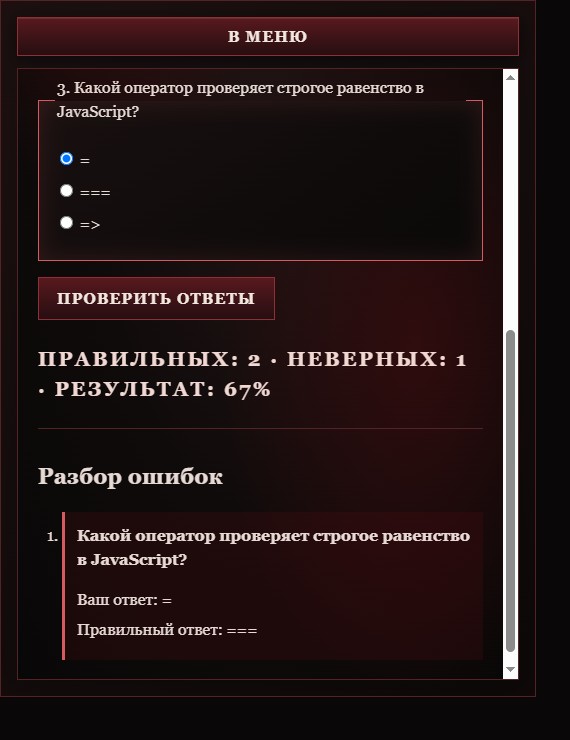 В МЕНЮ
3. Какой оператор проверяет строгое равенство в
JavaScript?
=
===
=>
ПРОВЕРИТЬ ОТВЕТЫ
ПРАВИЛЬНЫХ: 2 · НЕВЕРНЫХ: 1
· РЕЗУЛЬТАТ: 67%
Разбор ошибок
1. Какой оператор проверяет строгое равенство
в JavaScript?
Ваш ответ: =
Правильный ответ: ===